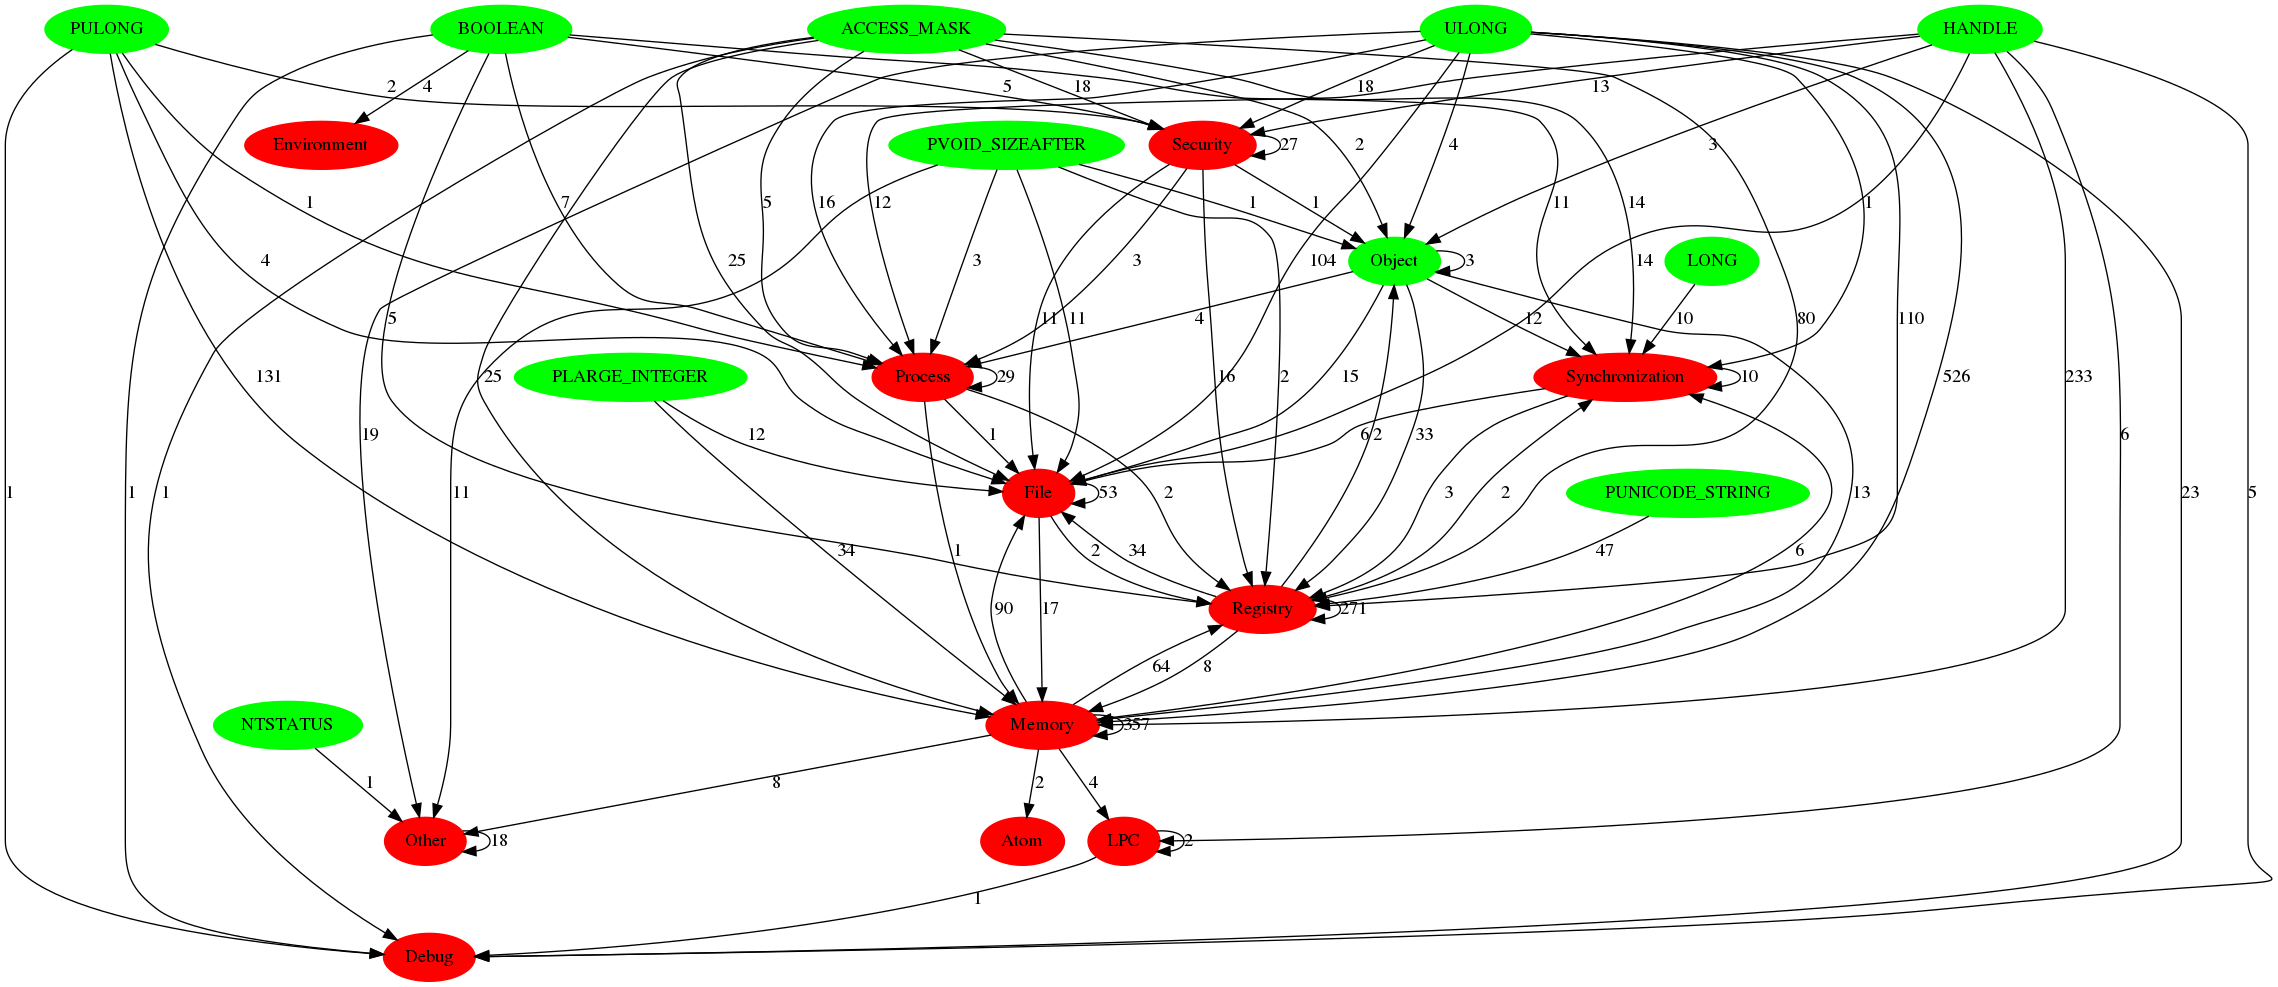 PULONG BOOLEAN ACCESS_MASK ULONG HANDLE
2 4 5 18 18 13
Environment PVOID_SIZEAFTER Security 27 2 4 3
1 7 5 16 12 1 1 14 11 1
4 25 3 3 104 Object 3 14 LONG
5 11 11 4 12 10 80 110
131 PLARGE_INTEGER 25 Process 29 16 2 15 Synchronization 10 526 233
19 12 1 6 2 33 6
1 1 1 11 File 53 2 3 2 PUNICODE_STRING 13 23 5
34 1 2 34 47 6
90 17 Registry 271
64 8
NTSTATUS Memory 357
1 8 2 4
Other 18 Atom LPC 2
1
Debug